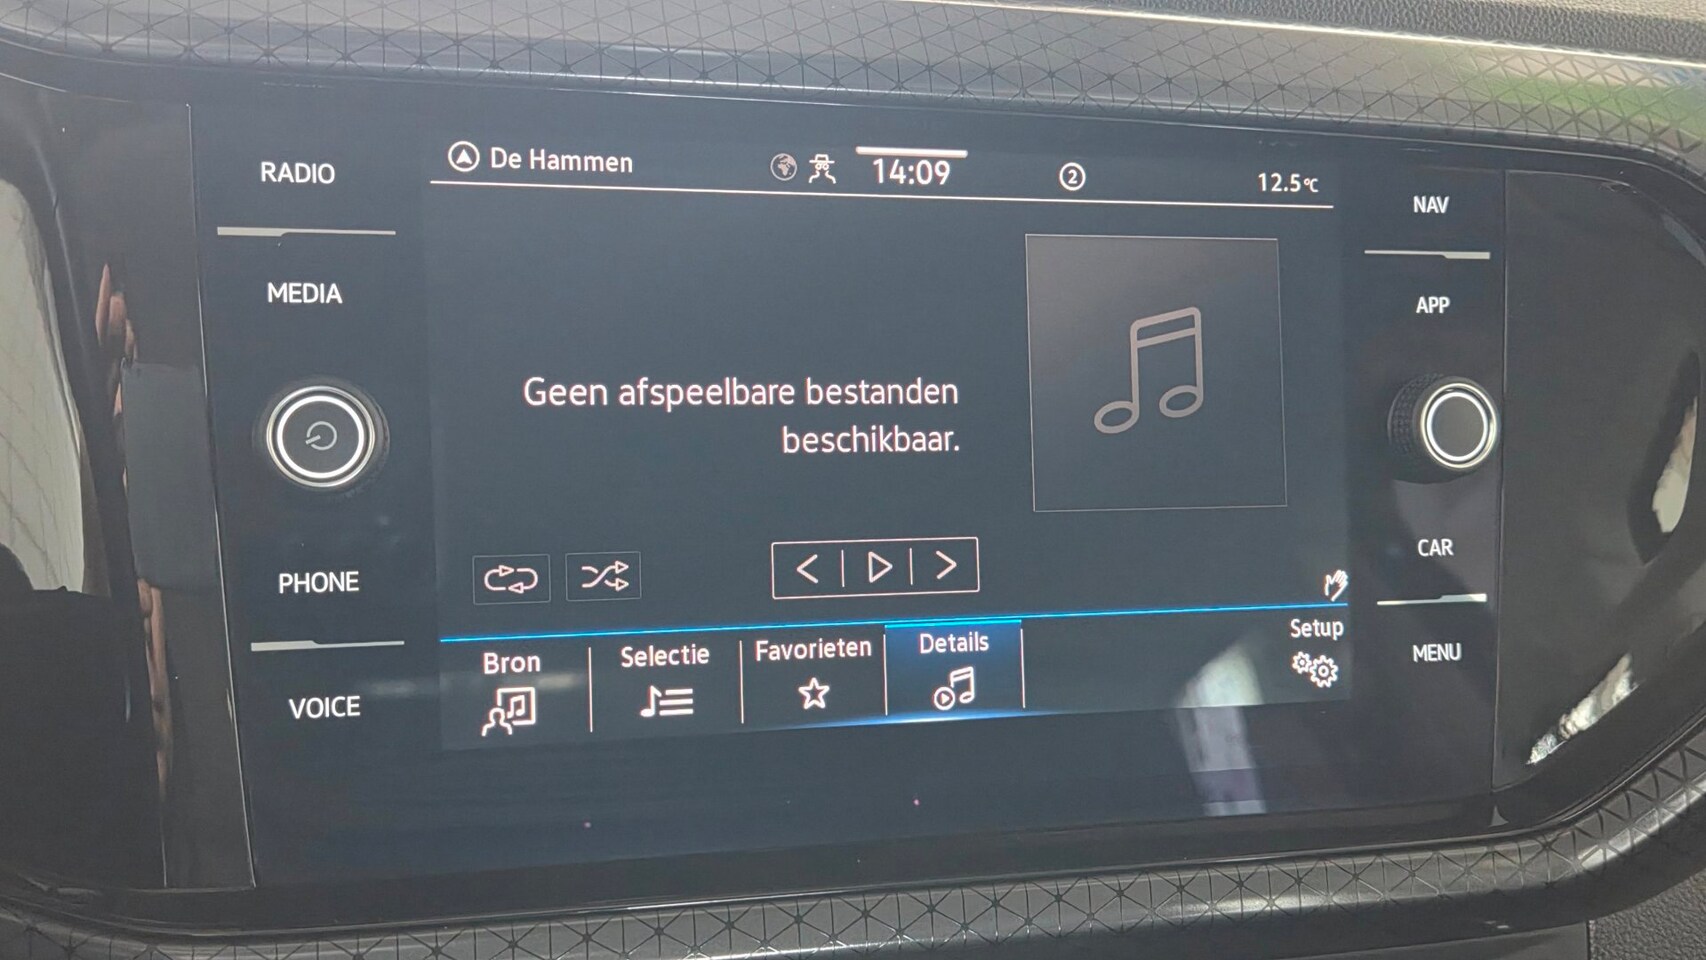 RADIO
MEDIA
PHONE
VOICE
De Hammen
14:09
2
12.5°C
Geen afspeelbare bestanden
beschikbaar.
Bron
Selectie
Favorieten
Details
Setup
NAV
APP
CAR
MENU